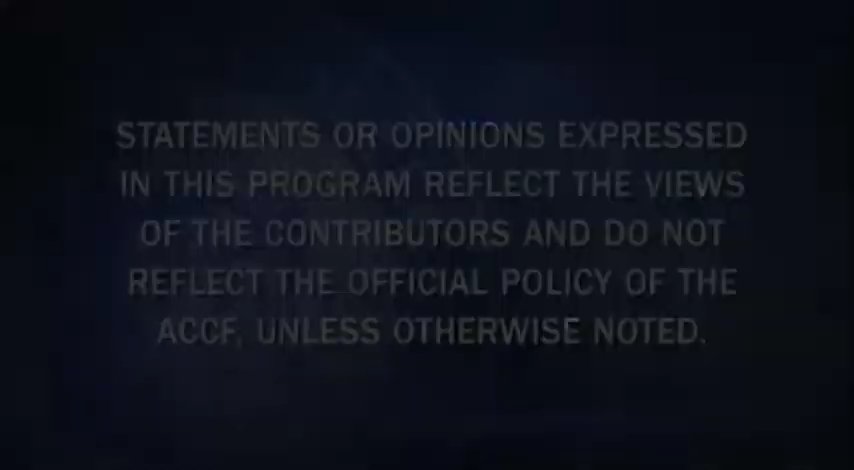 STATEMENTS OR OPINIONS EXPRESSED
IN THIS PROGRAM REFLECT THE VIEWS
OF THE CONTRIBUTORS AND DO NOT
REFLECT THE OFFICIAL POLICY OF THE
ACCF, UNLESS OTHERWISE NOTED.